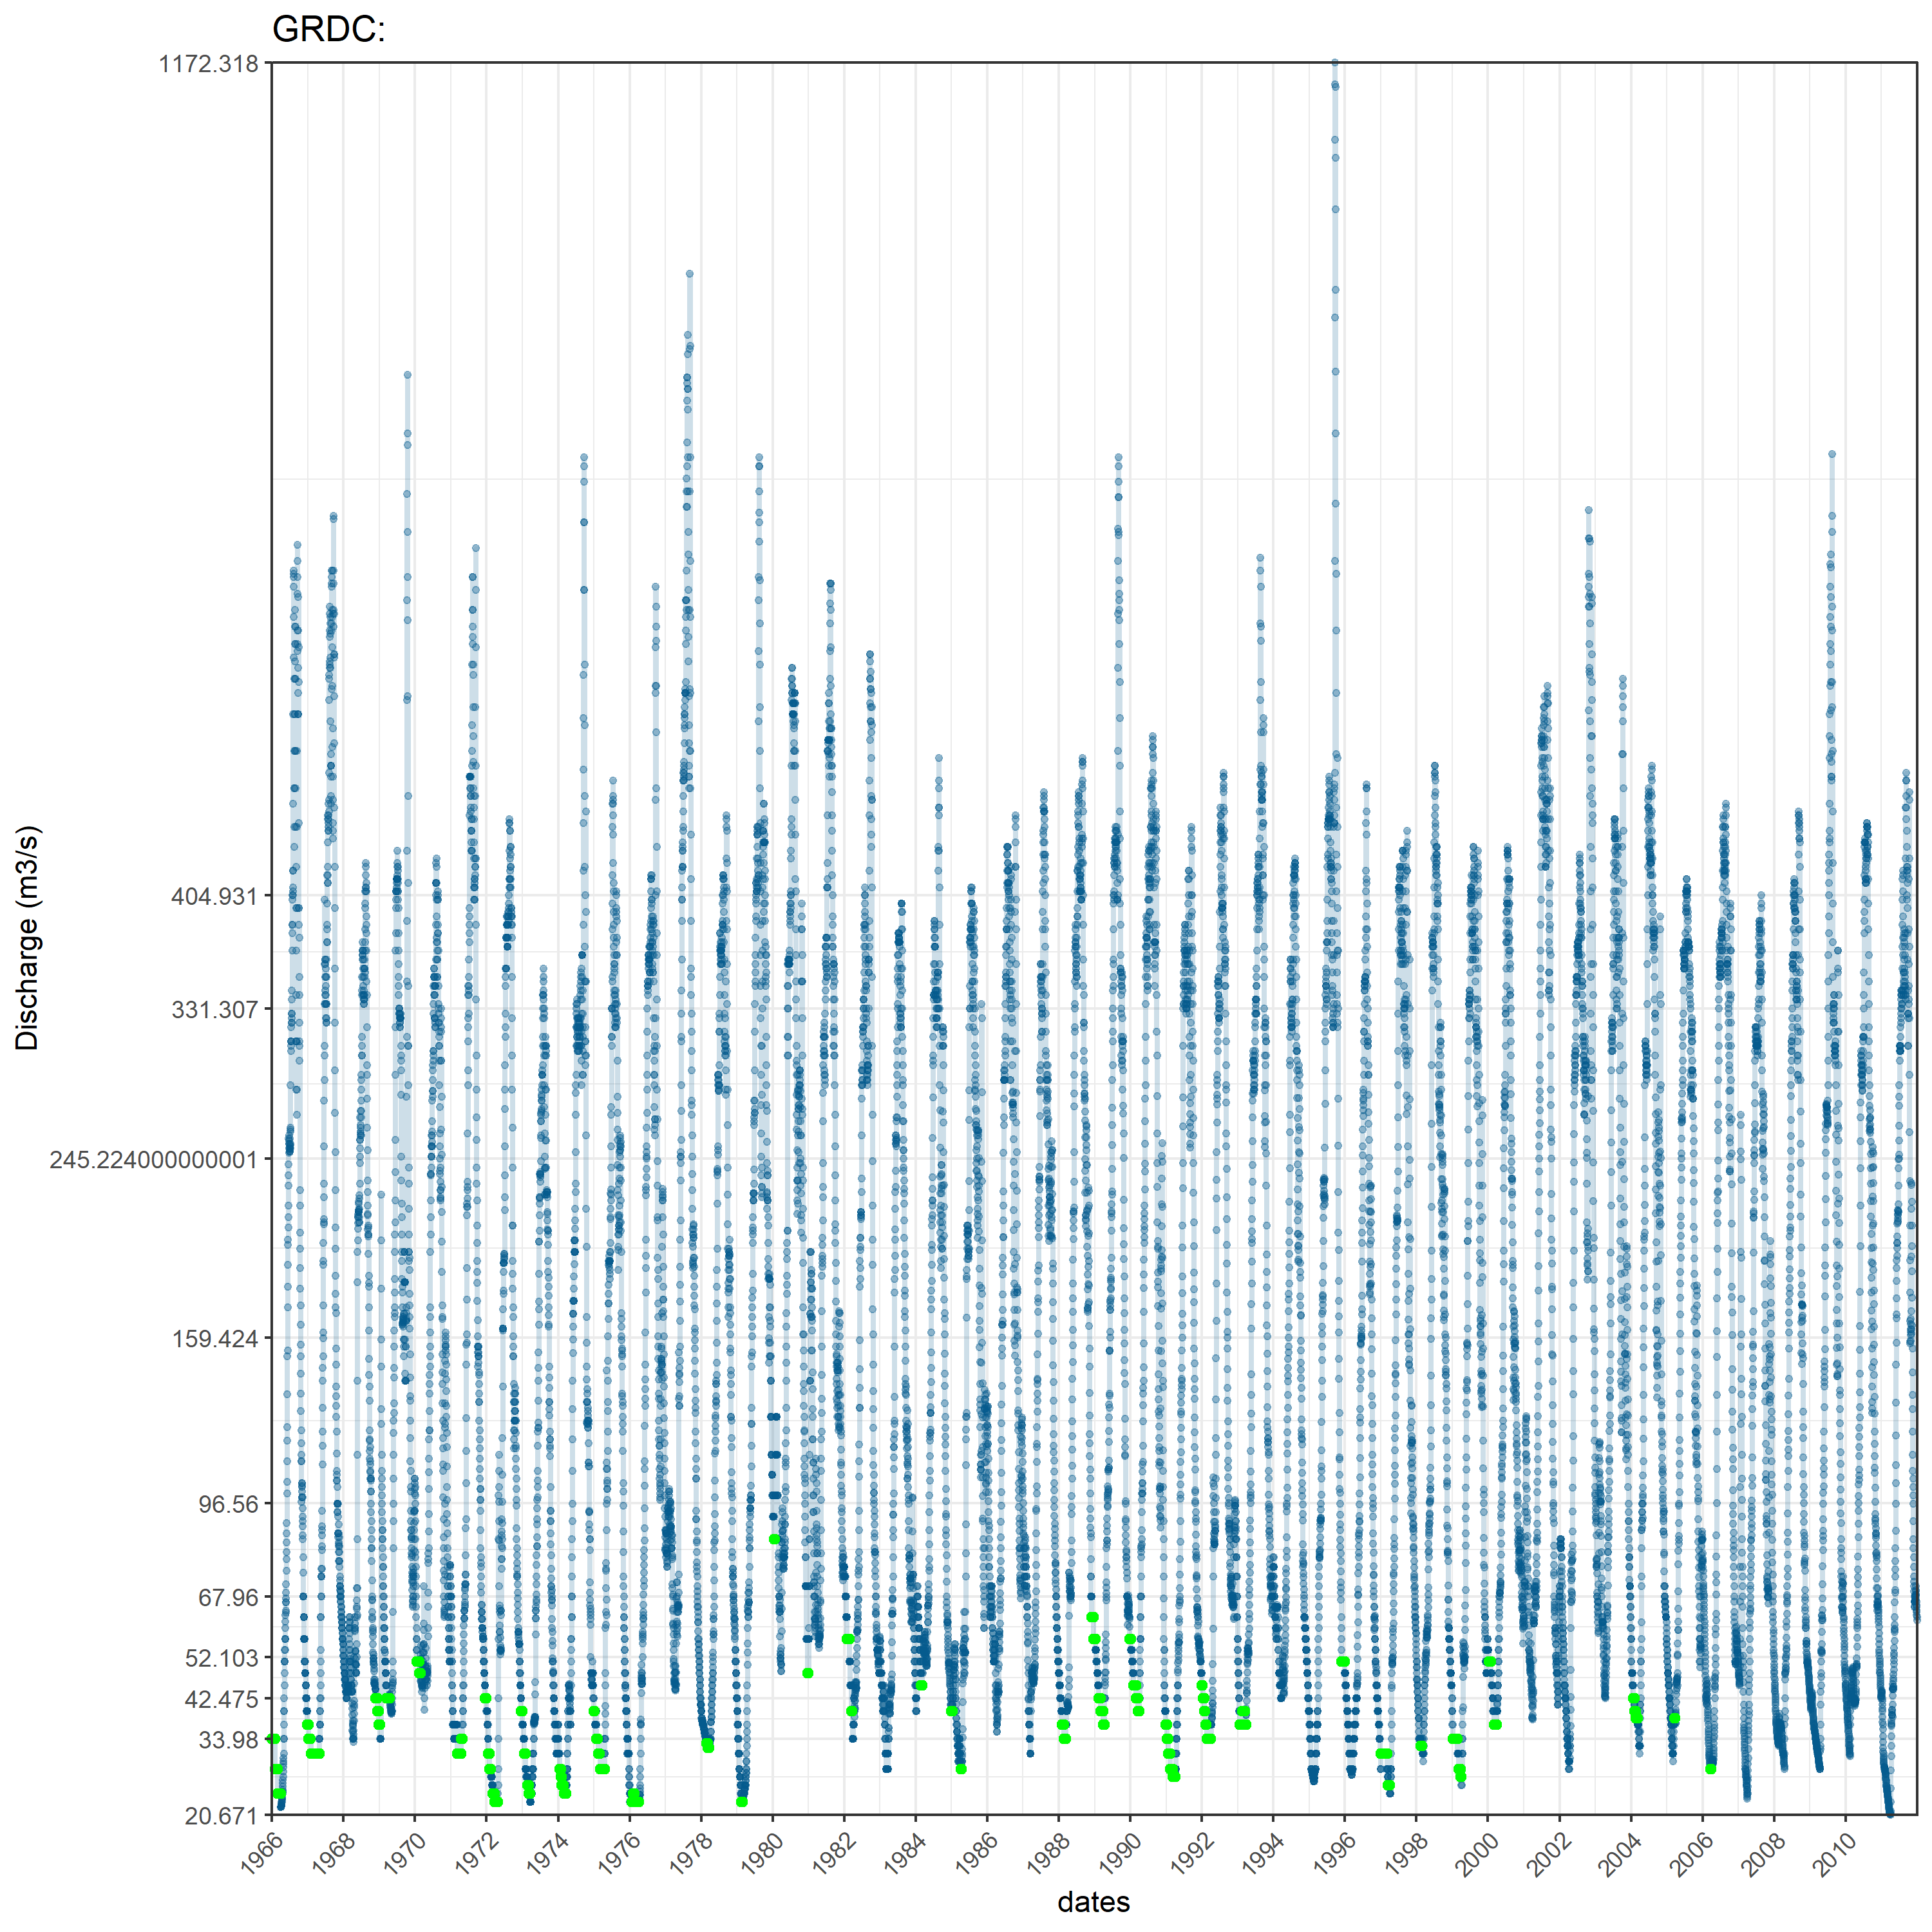 GRDC:
1172.318
404.931
331.307
245.22400000000001
159.424
96.56
67.96
52.103
42.475
33.98
20.671
Discharge (m3/s)
1966 1968 1970 1972 1974 1976 1978 1980 1982 1984 1986 1988 1990 1992 1994 1996 1998 2000 2002 2004 2006 2008 2010
dates